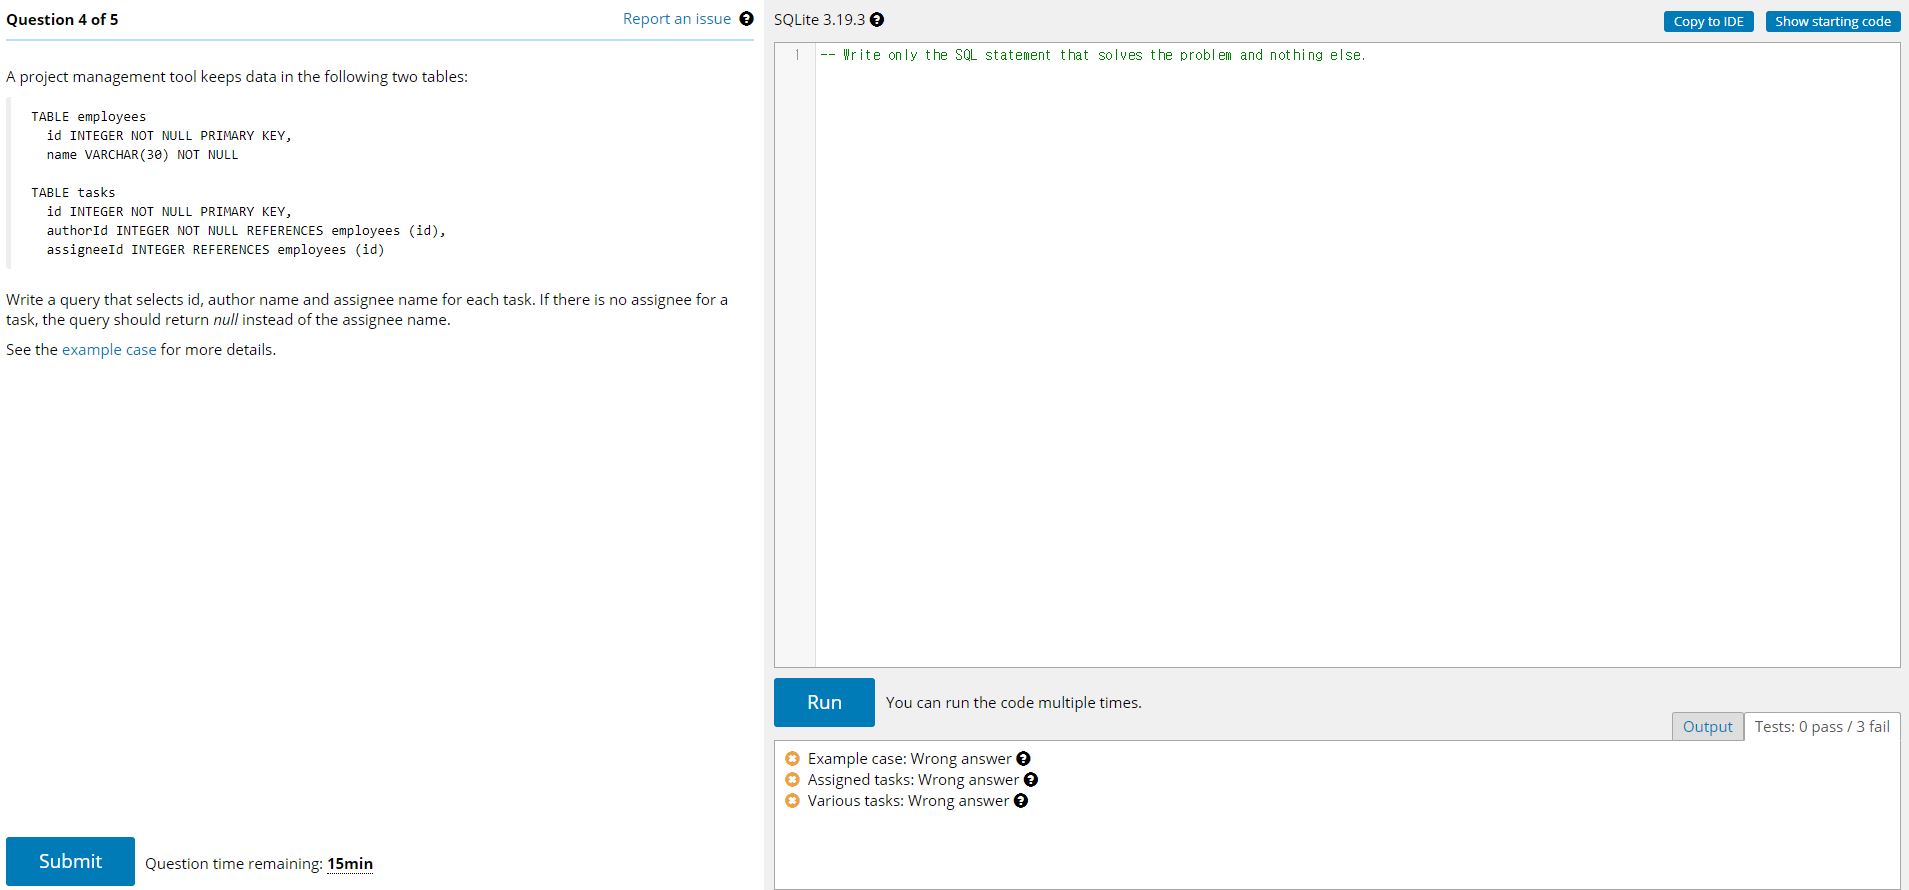 Question 4 of 5
Report an issue ?
A project management tool keeps data in the following two tables:
TABLE employees
id INTEGER NOT NULL PRIMARY KEY,
name VARCHAR(30) NOT NULL
TABLE tasks
id INTEGER NOT NULL PRIMARY KEY,
authorId INTEGER NOT NULL REFERENCES employees (id),
assigneeId INTEGER REFERENCES employees (id)
Write a query that selects id, author name and assignee name for each task. If there is no assignee for a
task, the query should return null instead of the assignee name.
See the example case for more details.
Submit
Question time remaining: 15min
SQLite 3.19.3 ?
Copy to IDE
Show starting code
1 -- Write only the SQL statement that solves the problem and nothing else.
Run
You can run the code multiple times.
Output
Tests: 0 pass / 3 fail
Example case: Wrong answer ?
Assigned tasks: Wrong answer ?
Various tasks: Wrong answer ?